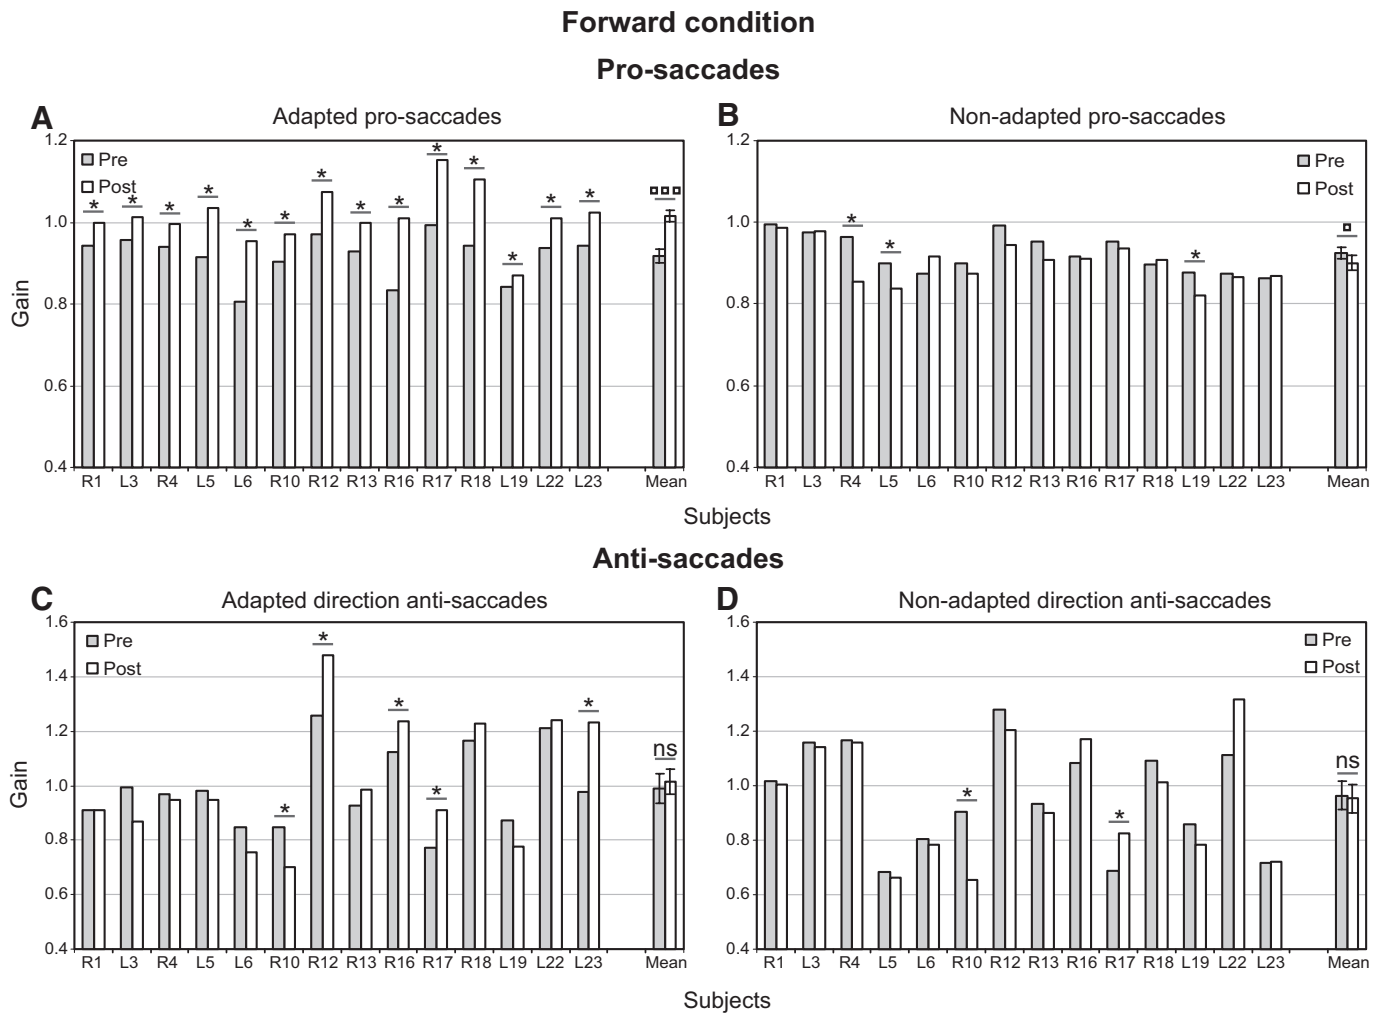 Forward condition
Pro-saccades
A
Adapted pro-saccades
1.2
1.0
0.8
0.6
0.4
Gain
Pre
Post
* * * * * * * * * * * * * *
R1 L3 R4 L5 L6 R10 R12 R13 R16 R17 R18 L19 L22 L23 Mean
B
Non-adapted pro-saccades
1.2
1.0
0.8
0.6
0.4
Pre
Post
* * *
R1 L3 R4 L5 L6 R10 R12 R13 R16 R17 R18 L19 L22 L23 Mean
Subjects
Anti-saccades
C
Adapted direction anti-saccades
1.6
1.4
1.2
1.0
0.8
0.6
0.4
Gain
Pre
Post
* * * * *
ns
R1 L3 R4 L5 L6 R10 R12 R13 R16 R17 R18 L19 L22 L23 Mean
D
Non-adapted direction anti-saccades
1.6
1.4
1.2
1.0
0.8
0.6
0.4
Pre
Post
* *
ns
R1 L3 R4 L5 L6 R10 R12 R13 R16 R17 R18 L19 L22 L23 Mean
Subjects